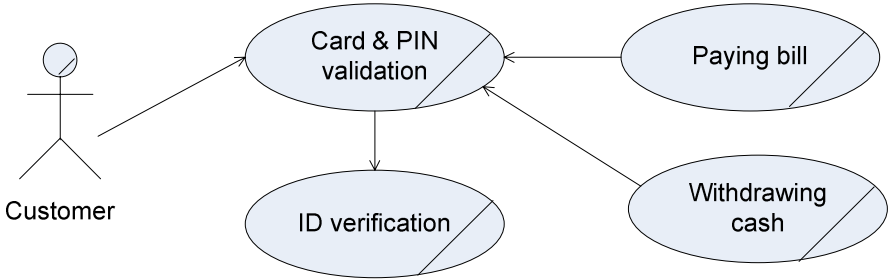 Card & PIN
validation
Paying bill
Customer
ID verification
Withdrawing
cash